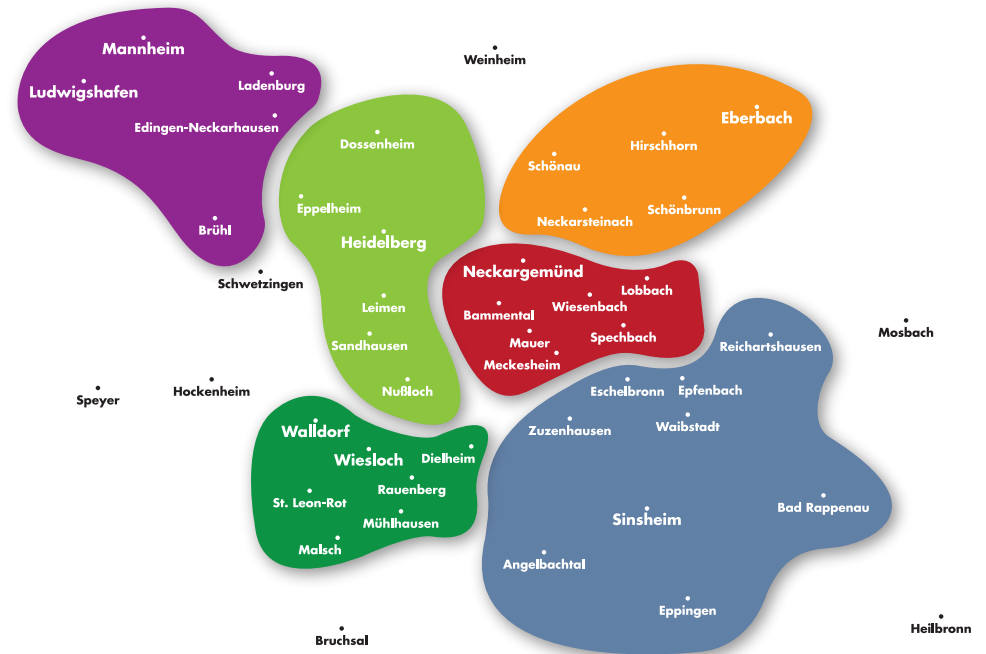 Mannheim
Weinheim
Ludwigshafen
Ladenburg
Edingen-Neckarhausen
Brühl
Dossenheim
Eppelheim
Heidelberg
Leimen
Sandhausen
Nußloch
Eberbach
Hirschhorn
Schönau
Schönbrunn
Neckarsteinach
Neckargemünd
Lobbach
Wiesenbach
Bammental
Spechbach
Mauer
Meckesheim
Schwetzingen
Mosbach
Reichartshausen
Eschelbronn
Epfenbach
Zuzenhausen
Waibstadt
Sinsheim
Bad Rappenau
Angelbachtal
Eppingen
Speyer
Hockenheim
Walldorf
Wiesloch
Dielheim
Rauenberg
St. Leon-Rot
Mühlhausen
Malsch
Bruchsal
Heilbronn